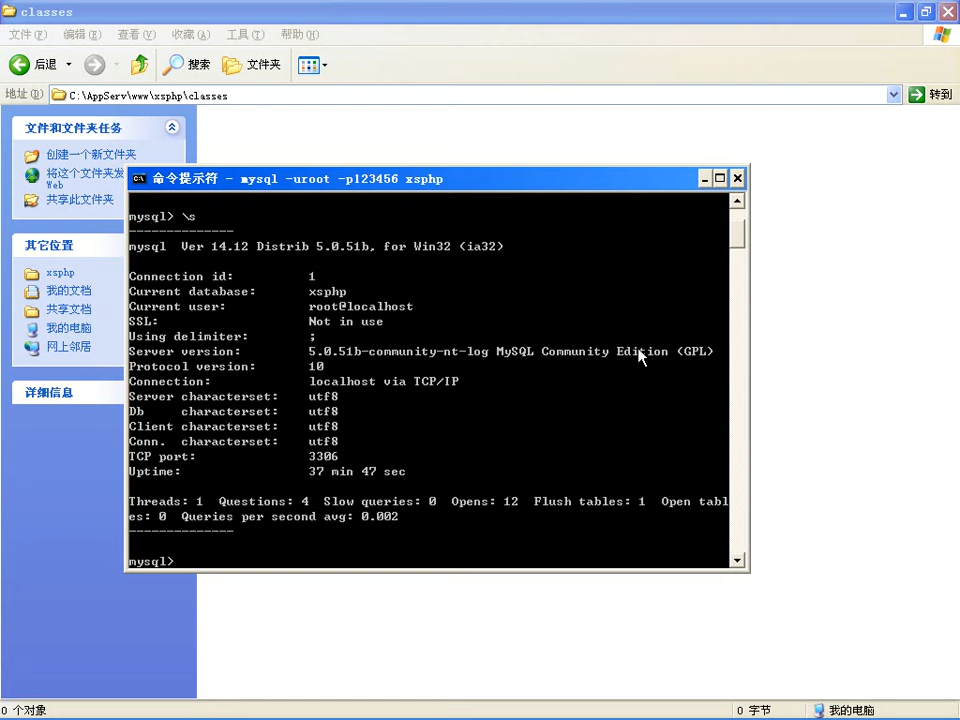 classes
文件(F) 编辑(E) 查看(V) 收藏(A) 工具(T) 帮助(H)
后退 搜索 文件夹
地址(D) C:\AppServ\www\xsphp\classes 转到
文件和文件夹任务
创建一个新文件夹
将这个文件夹发
Web
共享此文件夹
其它位置
xsphp
我的文档
共享文档
我的电脑
网上邻居
详细信息
命令提示符 - mysql -uroot -p123456 xsphp
mysql> \s
--------------
mysql  Ver 14.12 Distrib 5.0.51b, for Win32 (ia32)
Connection id: 1
Current database: xsphp
Current user: root@localhost
SSL: Not in use
Using delimiter: ;
Server version: 5.0.51b-community-nt-log MySQL Community Edition (GPL)
Protocol version: 10
Connection: localhost via TCP/IP
Server characterset: utf8
Db     characterset: utf8
Client characterset: utf8
Conn.  characterset: utf8
TCP port: 3306
Uptime: 37 min 47 sec
Threads: 1  Questions: 4  Slow queries: 0  Opens: 12  Flush tables: 1  Open tabl
es: 0  Queries per second avg: 0.002
--------------
mysql>
0 个对象 0 字节 我的电脑